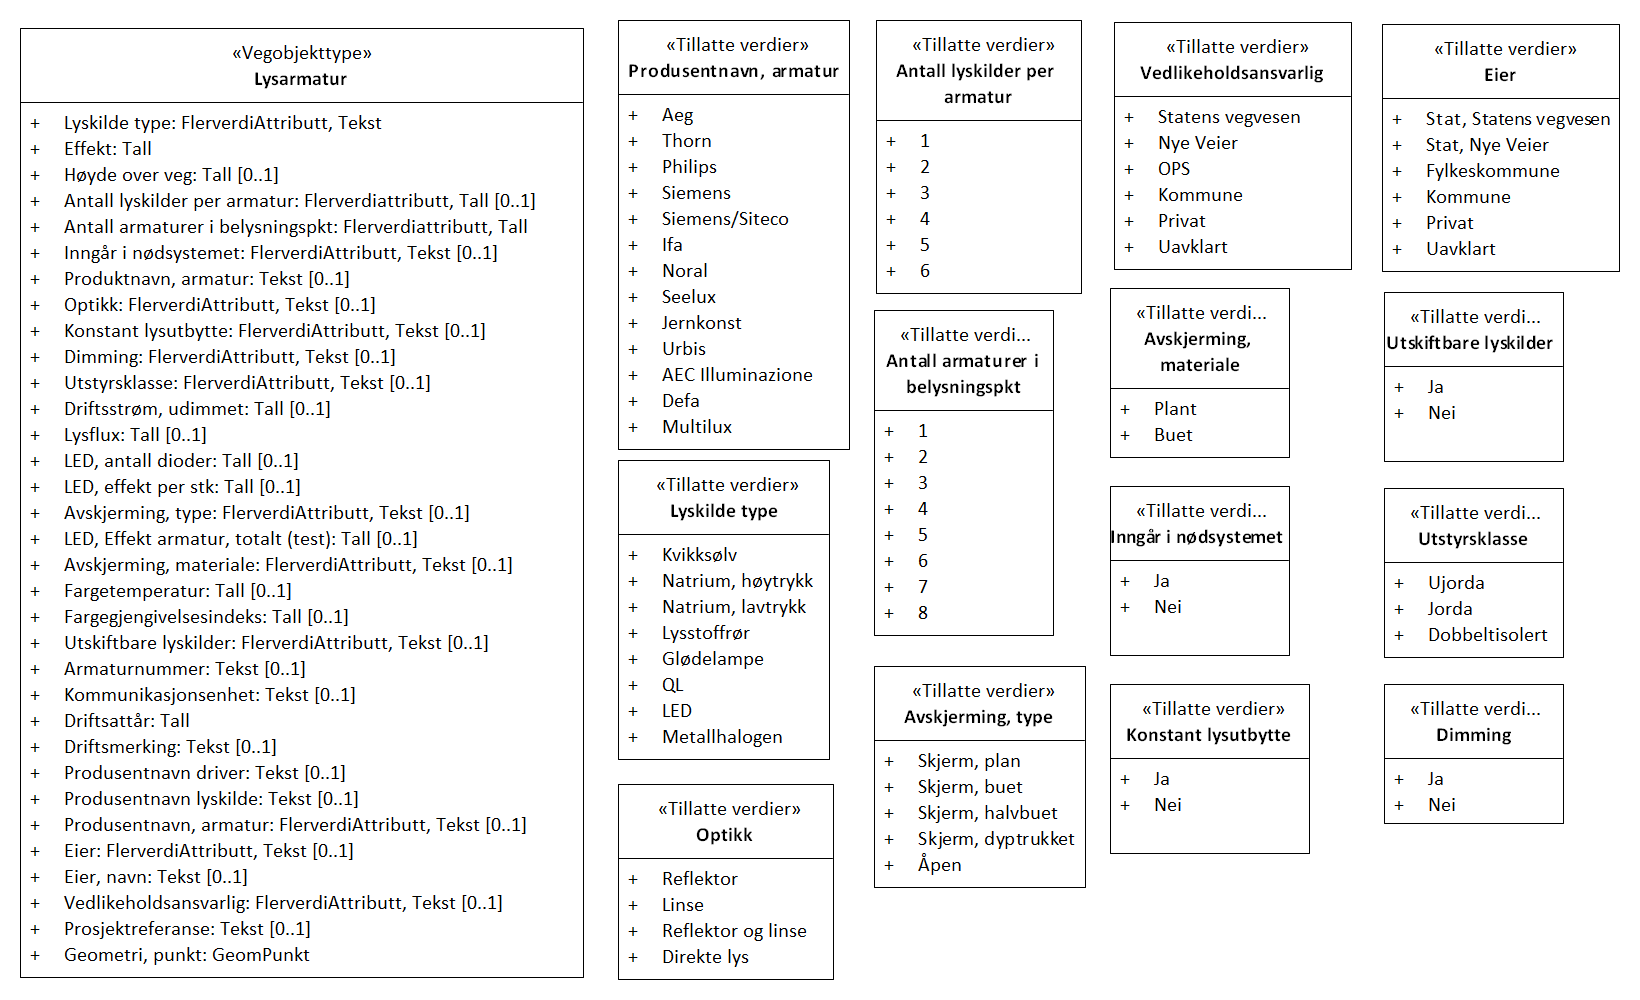 «Vegobjekttype»
Lysarmatur
+ Lyskilde type: FlerverdiAttributt, Tekst
+ Effekt: Tall
+ Høyde over veg: Tall [0..1]
+ Antall lyskilder per armatur: Flerverdiattributt, Tall [0..1]
+ Antall armaturer i belysningspkt: Flerverdiattributt, Tall
+ Inngår i nødsystemet: FlerverdiAttributt, Tekst [0..1]
+ Produktnavn, armatur: Tekst [0..1]
+ Optikk: FlerverdiAttributt, Tekst [0..1]
+ Konstant lysutbytte: FlerverdiAttributt, Tekst [0..1]
+ Dimming: FlerverdiAttributt, Tekst [0..1]
+ Utstyrsklasse: FlerverdiAttributt, Tekst [0..1]
+ Driftsstrøm, udimmet: Tall [0..1]
+ Lysflux: Tall [0..1]
+ LED, antall dioder: Tall [0..1]
+ LED, effekt per stk: Tall [0..1]
+ Avskjerming, type: FlerverdiAttributt, Tekst [0..1]
+ LED, Effekt armatur, totalt (test): Tall [0..1]
+ Avskjerming, materiale: FlerverdiAttributt, Tekst [0..1]
+ Fargetemperatur: Tall [0..1]
+ Fargegjengivelsesindeks: Tall [0..1]
+ Utskiftbare lyskilder: FlerverdiAttributt, Tekst [0..1]
+ Armaturnummer: Tekst [0..1]
+ Kommunikasjonsenhet: Tekst [0..1]
+ Driftsattår: Tall
+ Driftsmerking: Tekst [0..1]
+ Produsentnavn driver: Tekst [0..1]
+ Produsentnavn lyskilde: Tekst [0..1]
+ Produsentnavn, armatur: FlerverdiAttributt, Tekst [0..1]
+ Eier: FlerverdiAttributt, Tekst [0..1]
+ Eier, navn: Tekst [0..1]
+ Vedlikeholdsansvarlig: FlerverdiAttributt, Tekst [0..1]
+ Prosjektreferanse: Tekst [0..1]
+ Geometri, punkt: GeomPunkt
«Tillatte verdier»
Produsentnavn, armatur
+ Aeg
+ Thorn
+ Philips
+ Siemens
+ Siemens/Siteco
+ Ifa
+ Noral
+ Seelux
+ Jernkonst
+ Urbis
+ AEC Illuminazione
+ Defa
+ Multilux
«Tillatte verdier»
Lyskilde type
+ Kvikksølv
+ Natrium, høytrykk
+ Natrium, lavtrykk
+ Lysstoffrør
+ Glødelampe
+ QL
+ LED
+ Metallhalogen
«Tillatte verdier»
Optikk
+ Reflektor
+ Linse
+ Reflektor og linse
+ Direkte lys
«Tillatte verdier»
Antall lyskilder per
armatur
+ 1
+ 2
+ 3
+ 4
+ 5
+ 6
«Tillatte verdi...
Antall armaturer i
belysningspkt
+ 1
+ 2
+ 3
+ 4
+ 5
+ 6
+ 7
+ 8
«Tillatte verdier»
Avskjerming, type
+ Skjerm, plan
+ Skjerm, buet
+ Skjerm, halvbuet
+ Skjerm, dyptrukket
+ Åpen
«Tillatte verdier»
Vedlikeholdsansvarlig
+ Statens vegvesen
+ Nye Veier
+ OPS
+ Kommune
+ Privat
+ Uavklart
«Tillatte verdi...
Avskjerming,
materiale
+ Plant
+ Buet
«Tillatte verdi...
Inngår i nødsystemet
+ Ja
+ Nei
«Tillatte verdier»
Konstant lysutbytte
+ Ja
+ Nei
«Tillatte verdier»
Eier
+ Stat, Statens vegvesen
+ Stat, Nye Veier
+ Fylkeskommune
+ Kommune
+ Privat
+ Uavklart
«Tillatte verdi...
Utskiftbare lyskilder
+ Ja
+ Nei
«Tillatte verdi...
Utstyrsklasse
+ Ujorda
+ Jorda
+ Dobbeltisolert
«Tillatte verdi...
Dimming
+ Ja
+ Nei